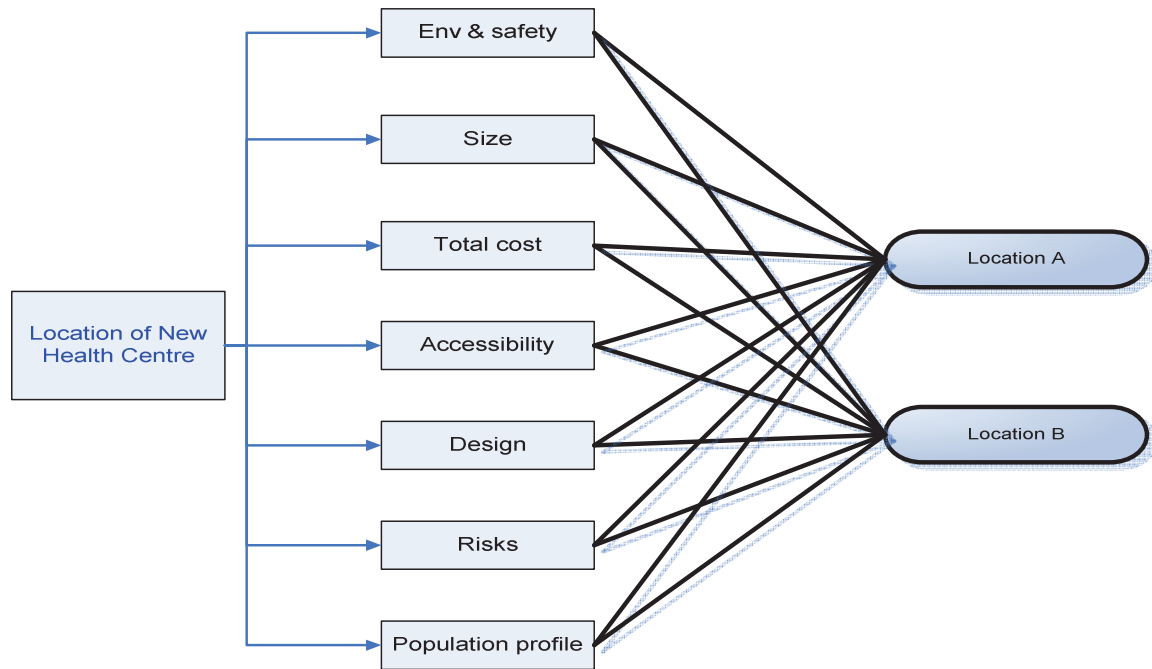 Location of New
Health Centre
Env & safety
Size
Total cost
Accessibility
Design
Risks
Population profile
Location A
Location B